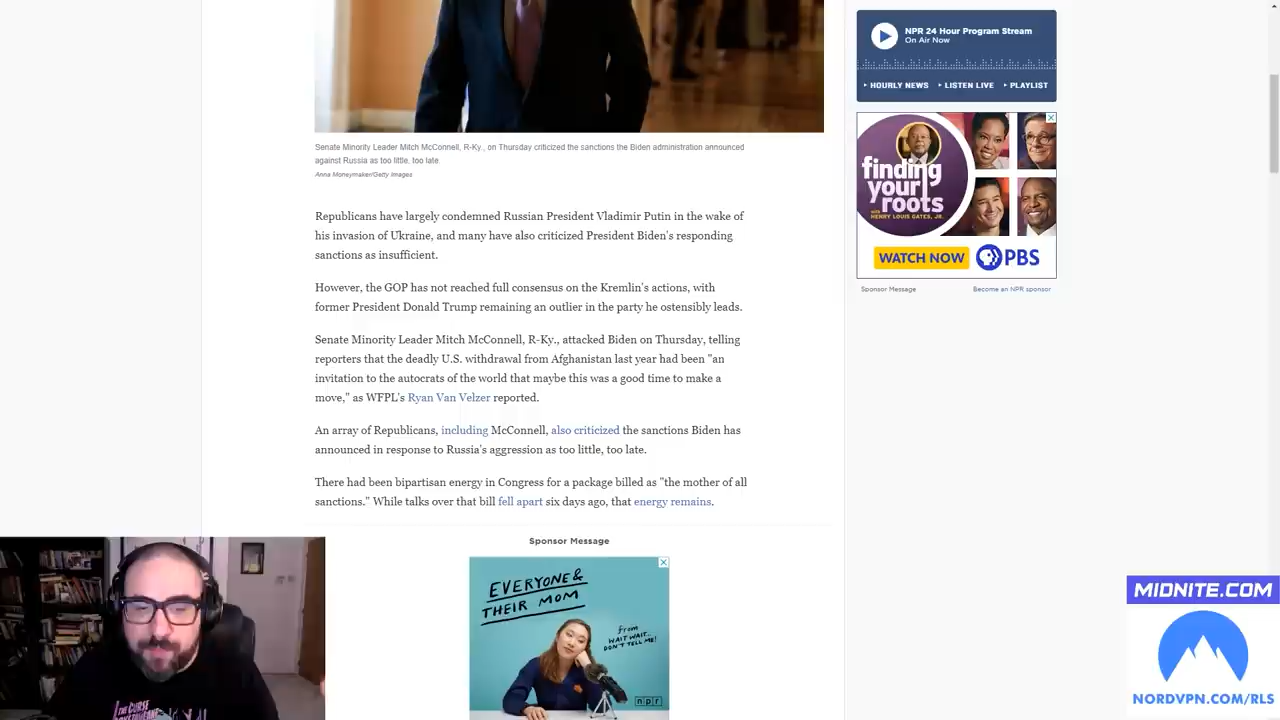 Senate Minority Leader Mitch McConnell, R-Ky., on Thursday criticized the sanctions the Biden administration announced
against Russia as too little, too late.
Anna Moneymaker/Getty Images
Republicans have largely condemned Russian President Vladimir Putin in the wake of
his invasion of Ukraine, and many have also criticized President Biden's responding
sanctions as insufficient.
However, the GOP has not reached full consensus on the Kremlin's actions, with
former President Donald Trump remaining an outlier in the party he ostensibly leads.
Senate Minority Leader Mitch McConnell, R-Ky., attacked Biden on Thursday, telling
reporters that the deadly U.S. withdrawal from Afghanistan last year had been "an
invitation to the autocrats of the world that maybe this was a good time to make a
move," as WFPL's Ryan Van Velzer reported.
An array of Republicans, including McConnell, also criticized the sanctions Biden has
announced in response to Russia's aggression as too little, too late.
There had been bipartisan energy in Congress for a package billed as "the mother of all
sanctions." While talks over that bill fell apart six days ago, that energy remains.
Sponsor Message
EVERYONE &
THEIR MOM
from
WAIT WAIT...
DON'T TELL ME!
npr
NPR 24 Hour Program Stream
On Air Now
HOURLY NEWS LISTEN LIVE PLAYLIST
finding
your
roots
with
HENRY LOUIS GATES, JR.
WATCH NOW PBS
Sponsor Message Become an NPR sponsor
MIDNITE.COM
NORDVPN.COM/RLS
THE CURSE